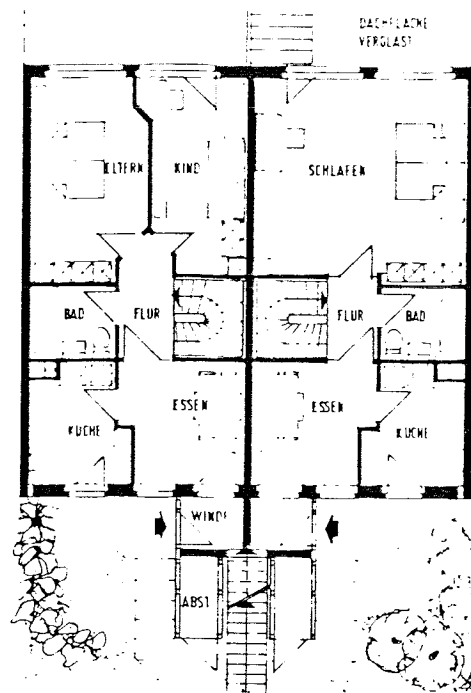 DACHFLÄCHE
VERGLAST
ELTERN
KIND
SCHLAFEN
BAD
FLUR
FLUR
BAD
ESSEN
ESSEN
KÜCHE
KÜCHE
WINDF
ABST